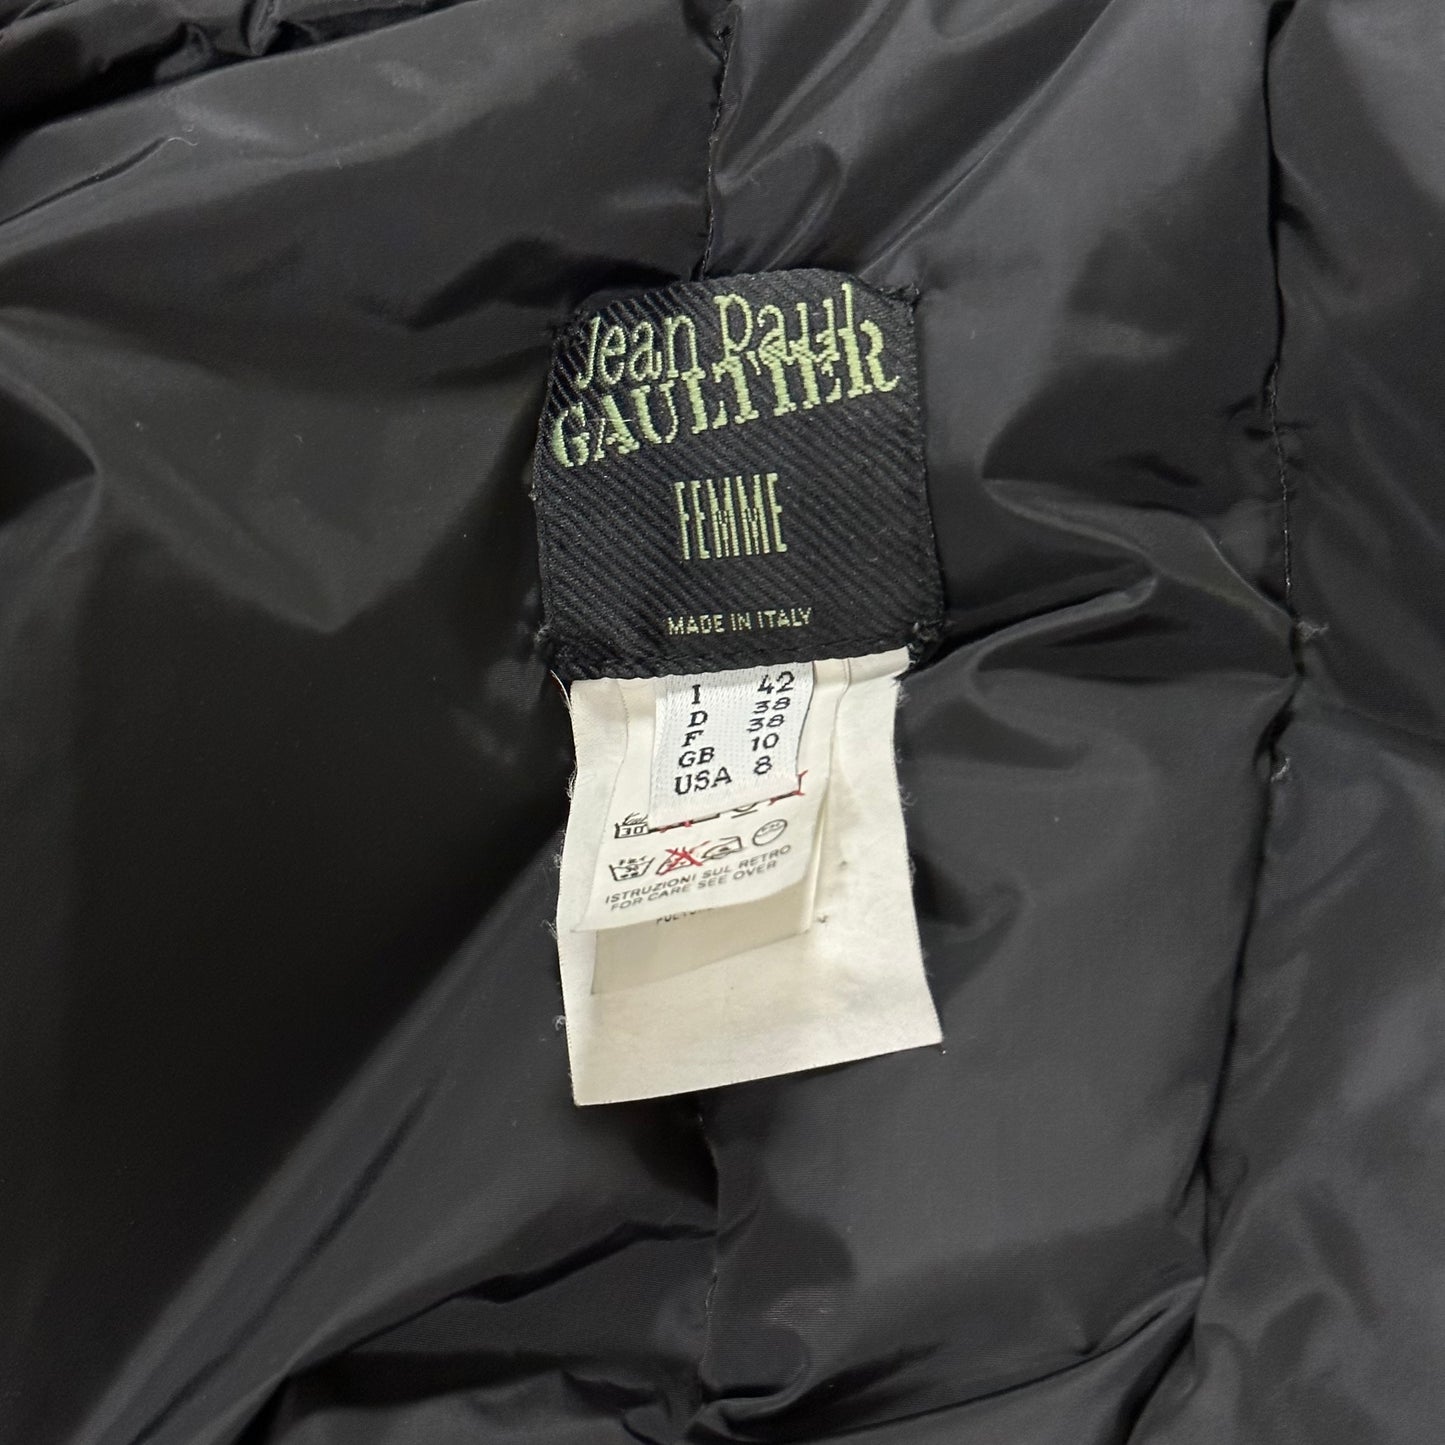 Jean Paul
GAULTIER
FEMME
MADE IN ITALY
I 42
D 38
F 38
GB 10
USA 8
30
ISTRUZIONI SUL RETRO
FOR CARE SEE OVER